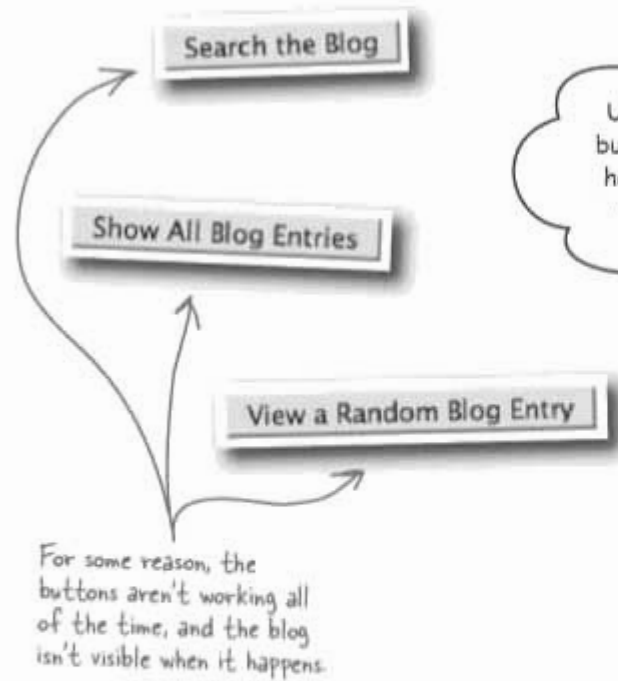 Search the Blog
Show All Blog Entries
View a Random Blog Entry
For some reason, the
buttons aren't working all
of the time, and the blog
isn't visible when it happens.